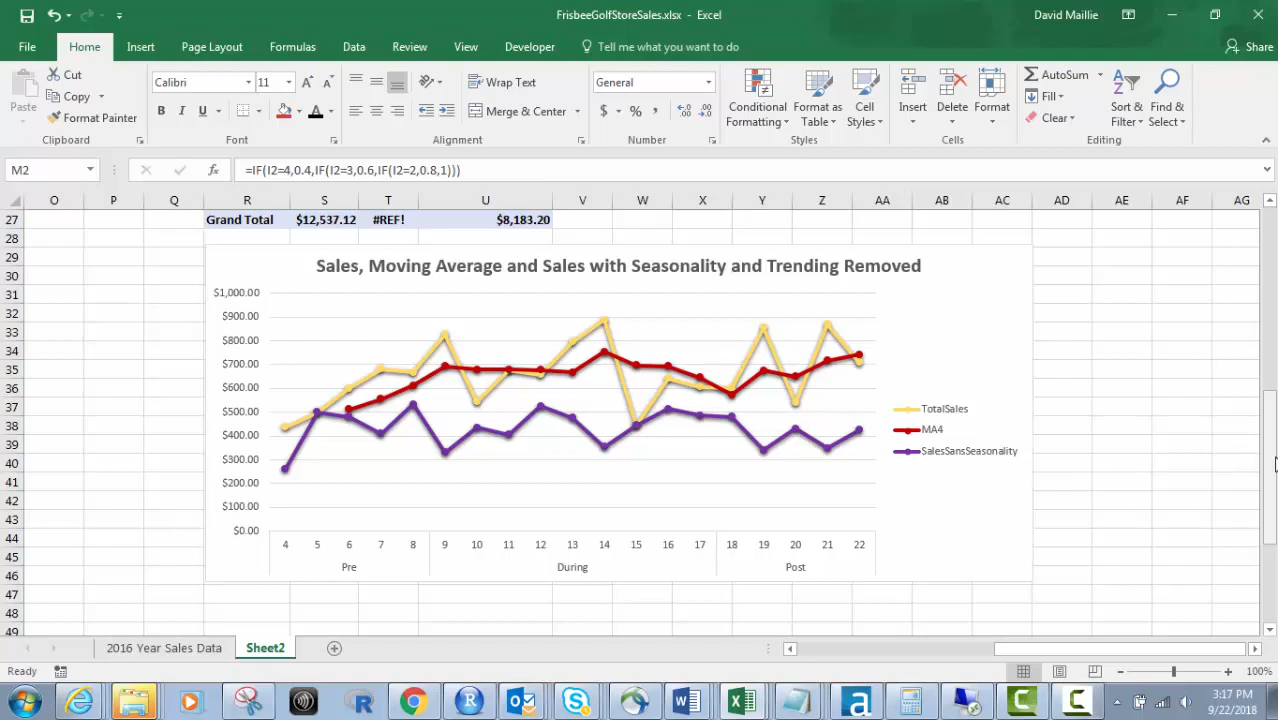 FrisbeeGolfStoreSales.xlsx - Excel
David Maillie
File Home Insert Page Layout Formulas Data Review View Developer Tell me what you want to do Share
Paste
Cut
Copy
Format Painter
Clipboard
Calibri 11
B I U
Font
Wrap Text
Merge & Center
Alignment
General
$ % ,
Number
Conditional Formatting
Format as Table
Cell Styles
Styles
Insert
Delete
Format
Cells
AutoSum
Fill
Clear
Sort & Filter
Find & Select
Editing
M2
fx
=IF(I2=4,0.4,IF(I2=3,0.6,IF(I2=2,0.8,1)))
O P Q R S T U V W X Y Z AA AB AC AD AE AF AG
27 Grand Total $12,537.12 #REF! $8,183.20
28
29
30
31
32
33
34
35
36
37
38
39
40
41
42
43
44
45
46
47
48
49
Sales, Moving Average and Sales with Seasonality and Trending Removed
$1,000.00
$900.00
$800.00
$700.00
$600.00
$500.00
$400.00
$300.00
$200.00
$100.00
$0.00
4 5 6 7 8 9 10 11 12 13 14 15 16 17 18 19 20 21 22
Pre During Post
TotalSales
MA4
SalesSansSeasonality
2016 Year Sales Data Sheet2
Ready
100%
3:17 PM
9/22/2018